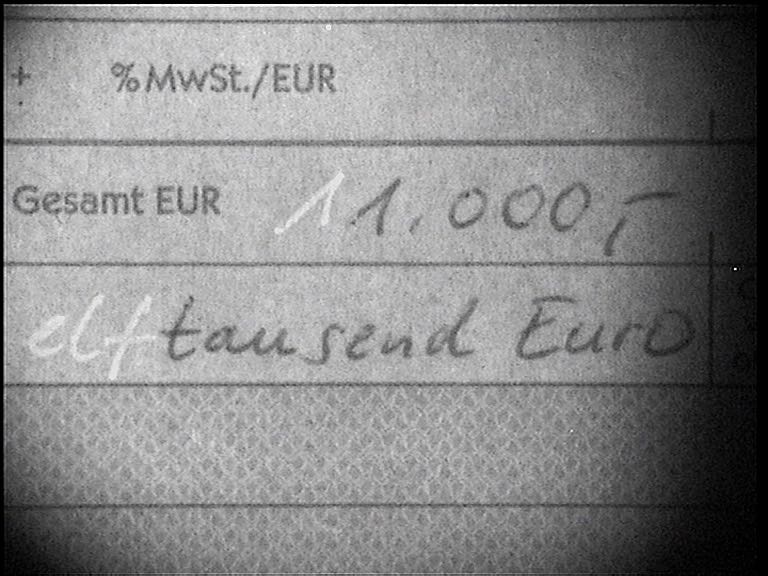 + % MwSt./EUR
Gesamt EUR 11.000,-
elftausend Euro